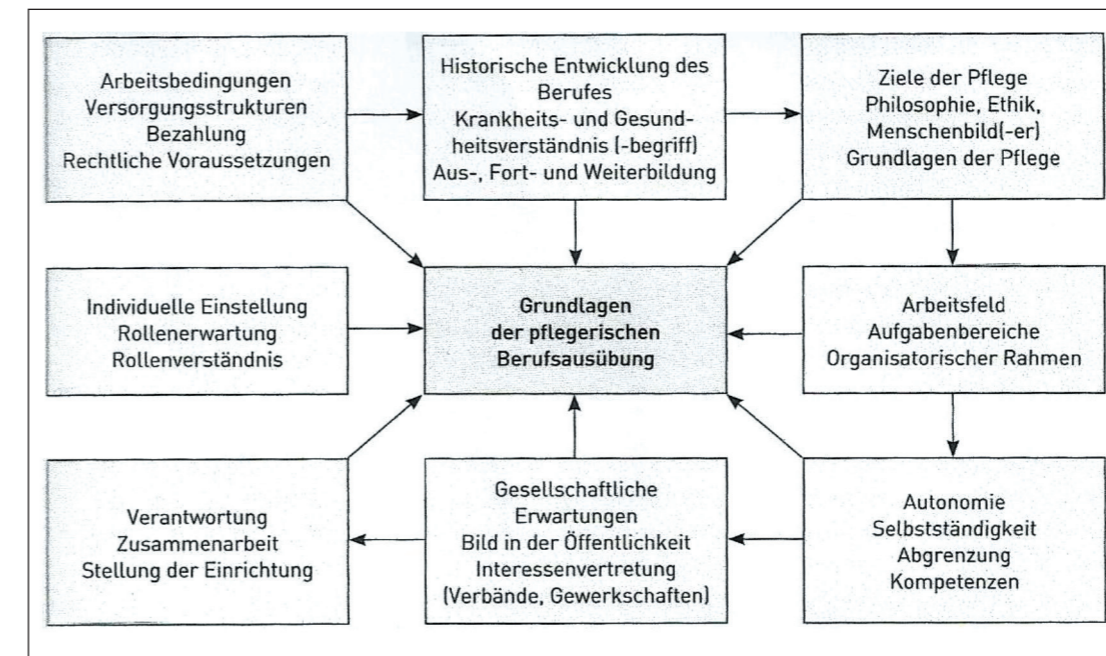 Arbeitsbedingungen
Versorgungsstrukturen
Bezahlung
Rechtliche Voraussetzungen
Historische Entwicklung des
Berufes
Krankheits- und Gesund-
heitsverständnis (-begriff)
Aus-, Fort- und Weiterbildung
Ziele der Pflege
Philosophie, Ethik,
Menschenbild(-er)
Grundlagen der Pflege
Individuelle Einstellung
Rollenerwartung
Rollenverständnis
Grundlagen
der pflegerischen
Berufsausübung
Arbeitsfeld
Aufgabenbereiche
Organisatorischer Rahmen
Verantwortung
Zusammenarbeit
Stellung der Einrichtung
Gesellschaftliche
Erwartungen
Bild in der Öffentlichkeit
Interessenvertretung
(Verbände, Gewerkschaften)
Autonomie
Selbstständigkeit
Abgrenzung
Kompetenzen